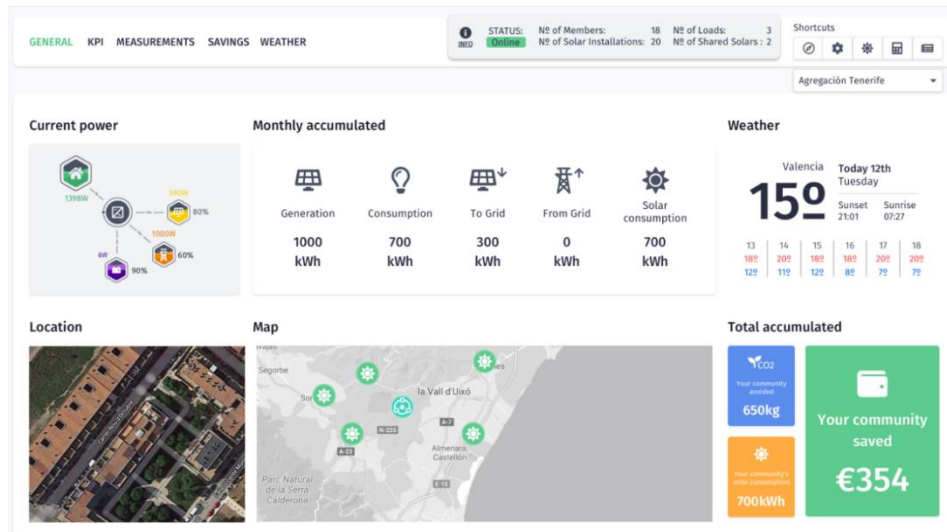 GENERAL KPI MEASUREMENTS SAVINGS WEATHER
INFO
STATUS:
Online
Nº of Members: 18
Nº of Solar Installations: 20
Nº of Loads: 3
Nº of Shared Solars : 2
Shortcuts
Agregación Tenerife
Current power
1398W
390W
80%
1000W
60%
8W
90%
Monthly accumulated
Generation
1000
kWh
Consumption
700
kWh
To Grid
300
kWh
From Grid
0
kWh
Solar
consumption
700
kWh
Weather
Valencia
15º
Today 12th
Tuesday
Sunset Sunrise
21:01 07:27
13 14 15 16 17 18
18º 20º 18º 18º 20º 20º
12º 11º 12º 8º 7º 7º
Location
Map
Segorbe
la Vall d'Uixó
N-225
A-7
A-23
Almenara
Castellón
E-15
Parc Natural
de la Serra
Calderona
Total accumulated
CO2
Your community
avoided
650kg
Your community's
solar consumption
700kWh
Your community
saved
€354